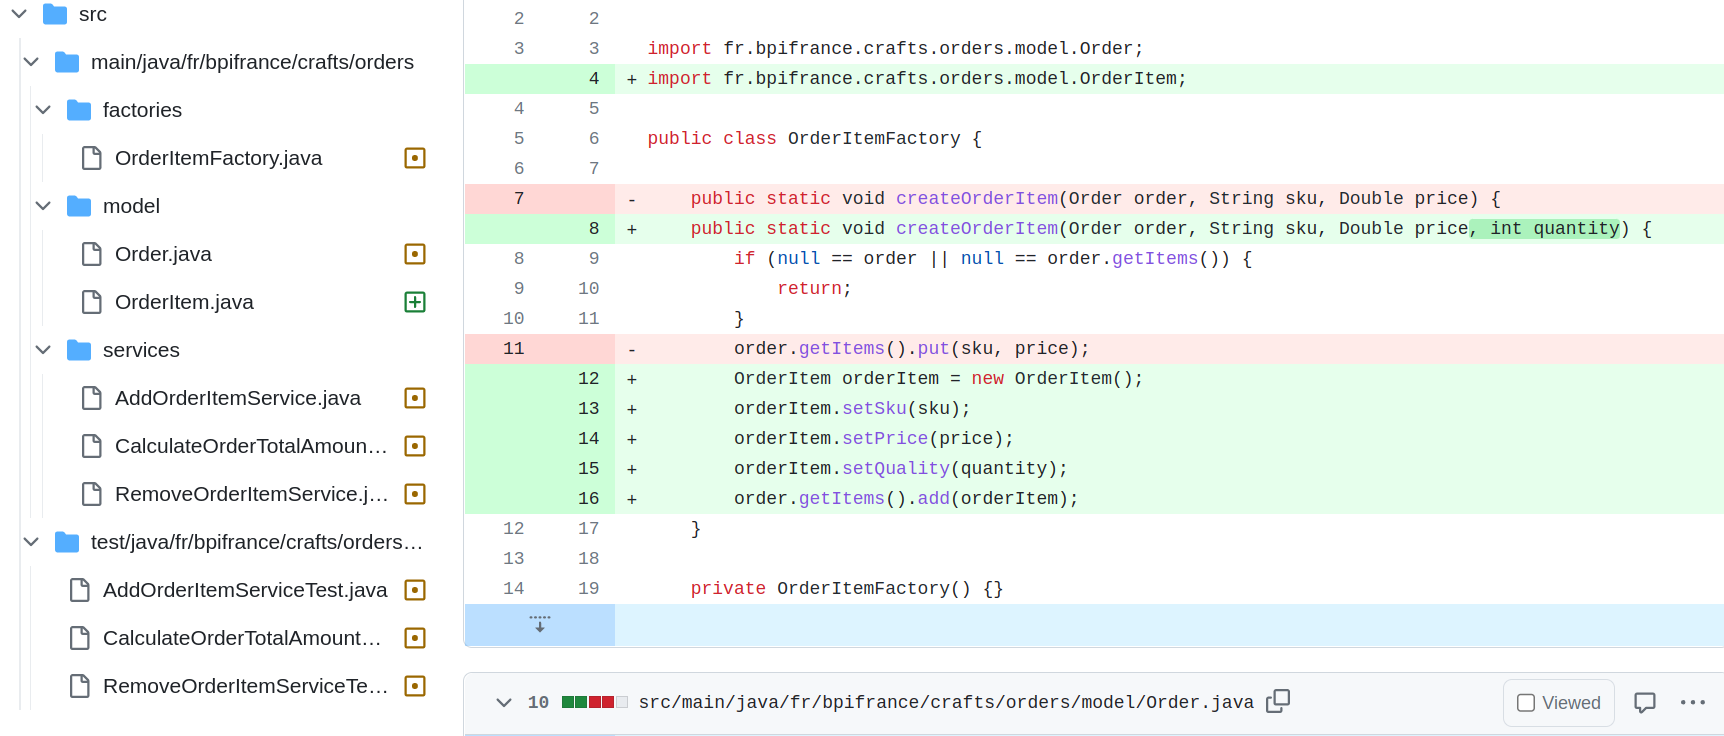 src
main/java/fr/bpifrance/crafts/orders
factories
OrderItemFactory.java
model
Order.java
OrderItem.java
services
AddOrderItemService.java
CalculateOrderTotalAmoun…
RemoveOrderItemService.j…
test/java/fr/bpifrance/crafts/orders…
AddOrderItemServiceTest.java
CalculateOrderTotalAmount…
RemoveOrderItemServiceTe…
2 2
3 3 import fr.bpifrance.crafts.orders.model.Order;
4 + import fr.bpifrance.crafts.orders.model.OrderItem;
4 5
5 6 public class OrderItemFactory {
6 7
7 - public static void createOrderItem(Order order, String sku, Double price) {
8 + public static void createOrderItem(Order order, String sku, Double price, int quantity) {
8 9 if (null == order || null == order.getItems()) {
9 10 return;
10 11 }
11 - order.getItems().put(sku, price);
12 + OrderItem orderItem = new OrderItem();
13 + orderItem.setSku(sku);
14 + orderItem.setPrice(price);
15 + orderItem.setQuality(quantity);
16 + order.getItems().add(orderItem);
12 17 }
13 18
14 19 private OrderItemFactory() {}
10 src/main/java/fr/bpifrance/crafts/orders/model/Order.java Viewed